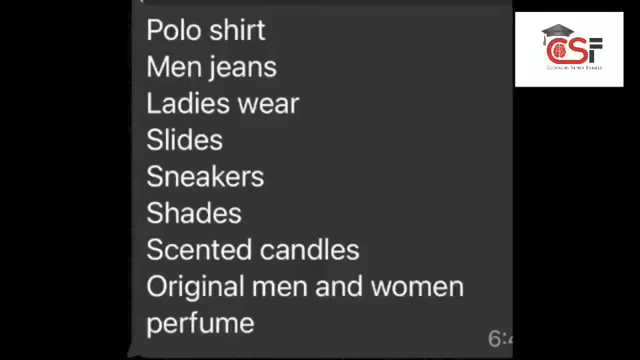 Polo shirt
Men jeans
Ladies wear
Slides
Sneakers
Shades
Scented candles
Original men and women
perfume
CSF